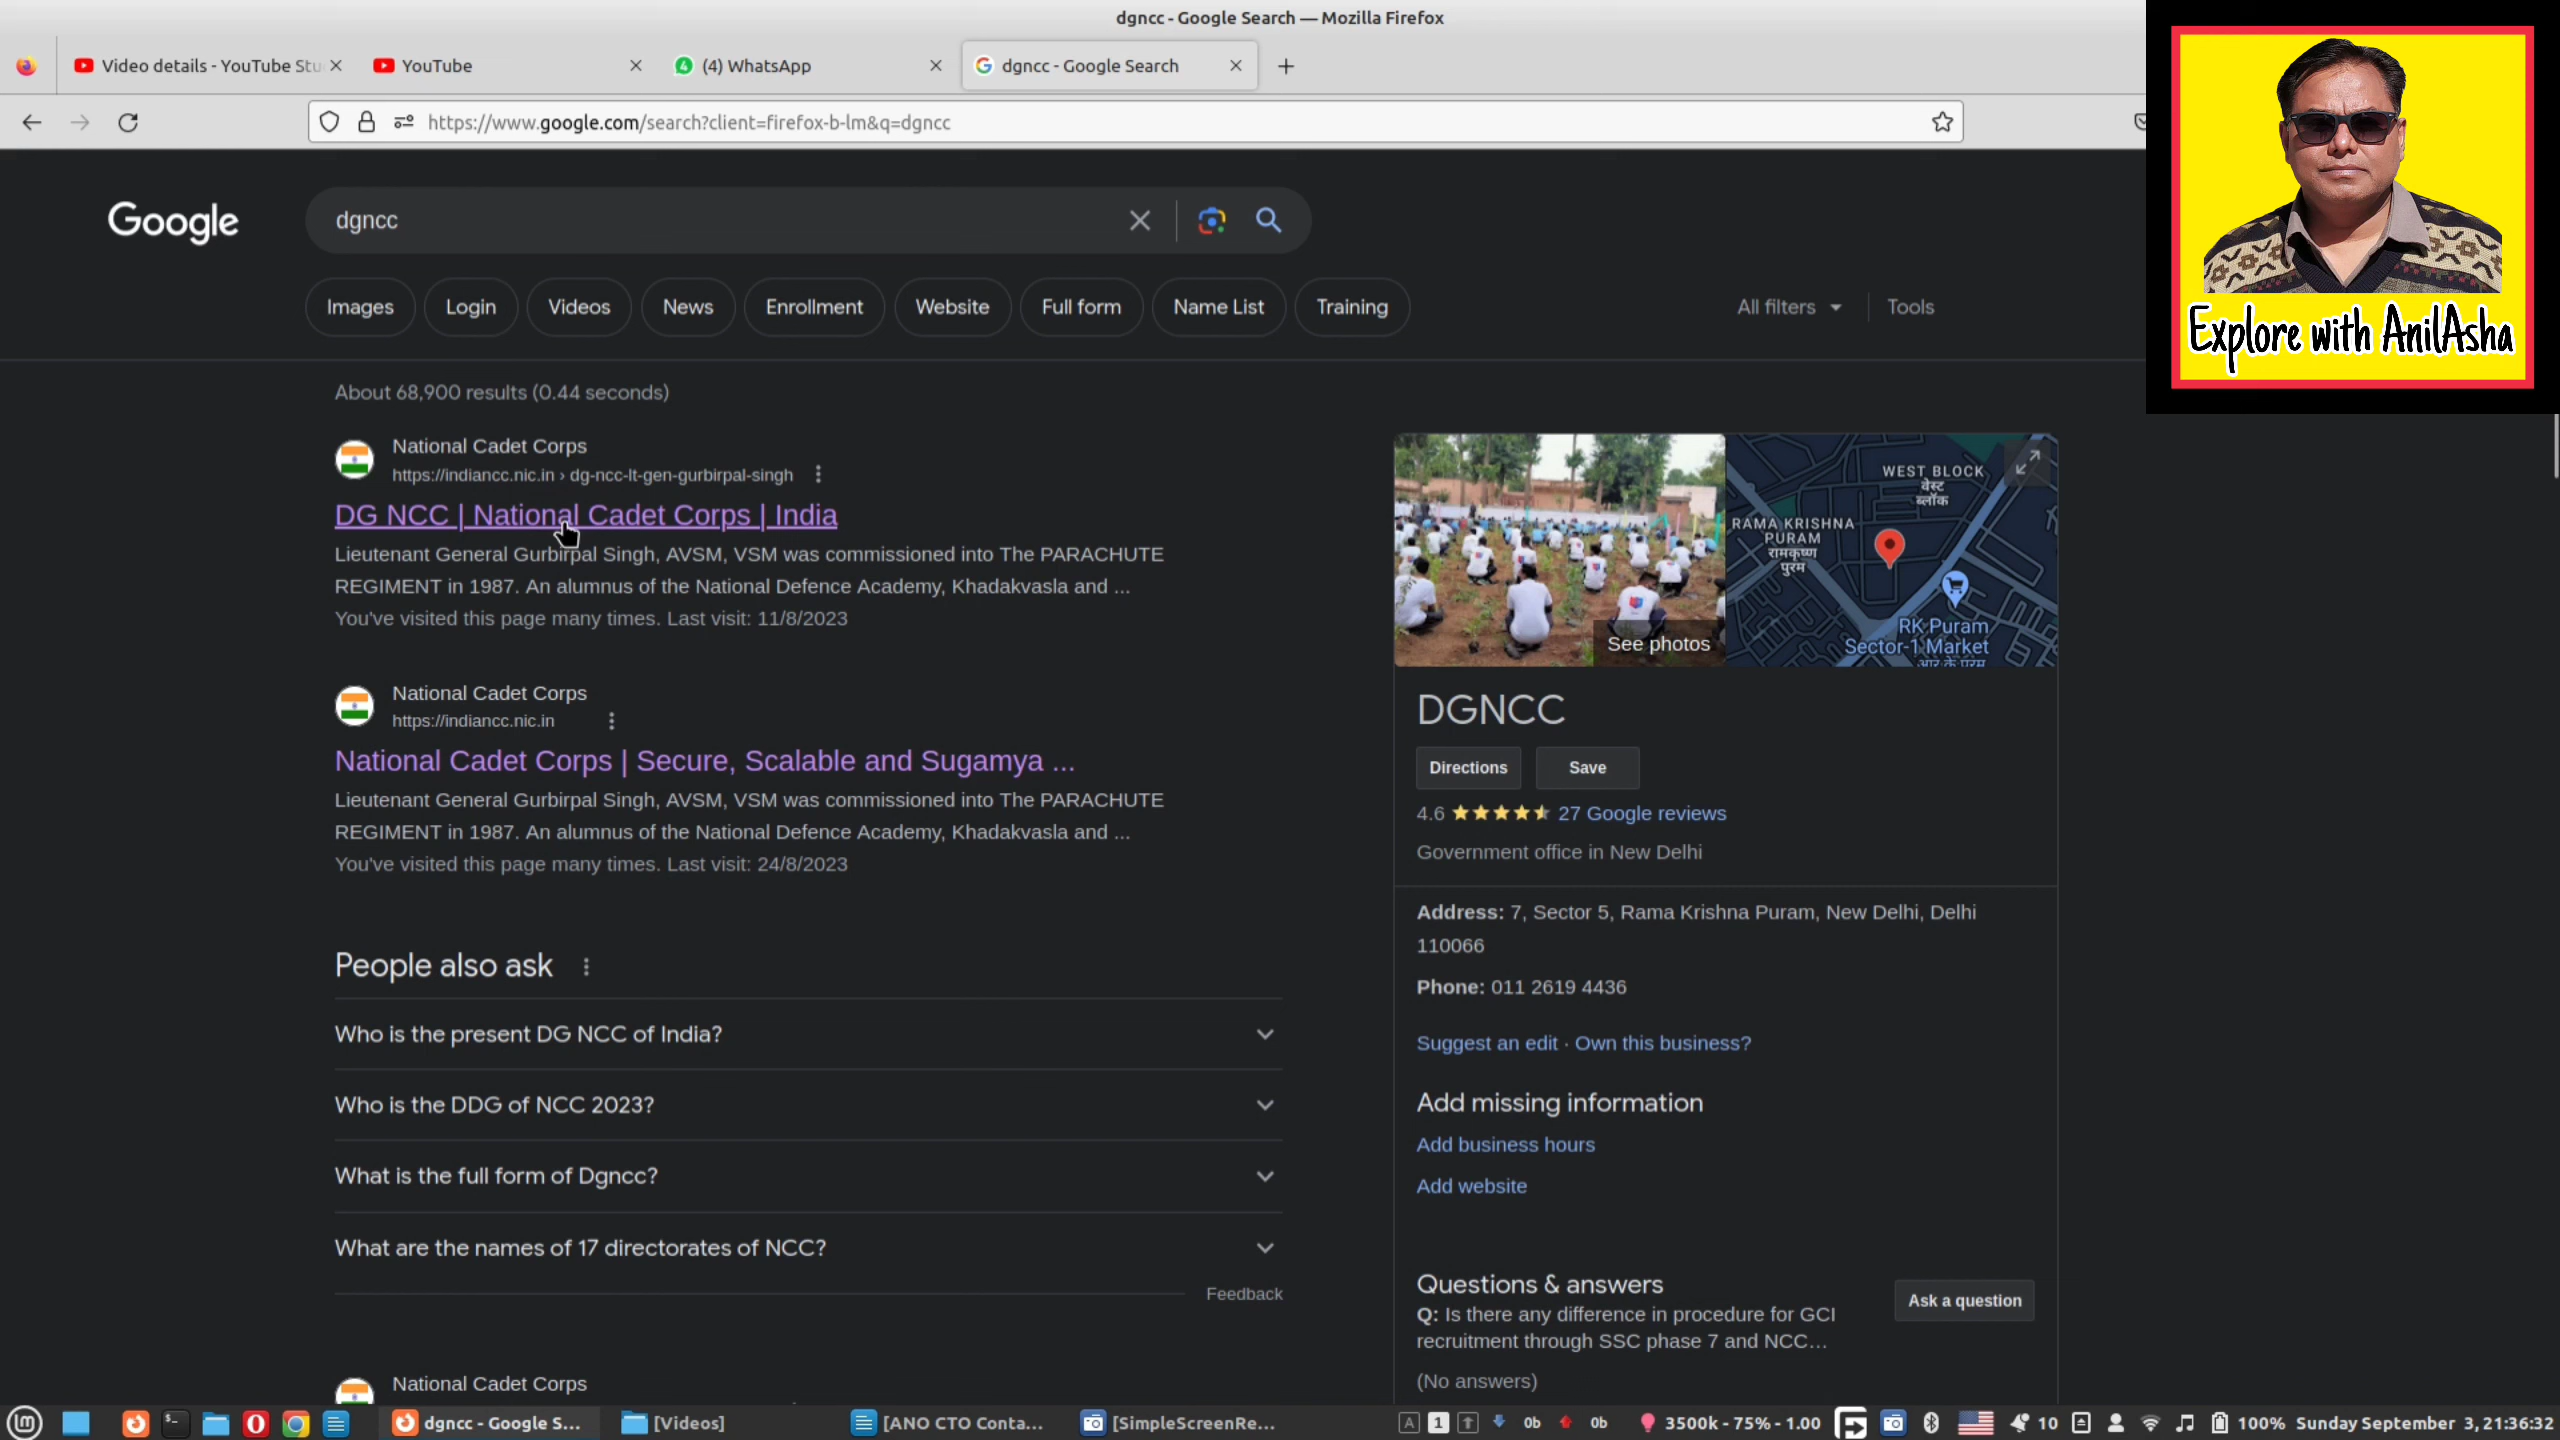 dgncc - Google Search — Mozilla Firefox
Video details - YouTube Stu
YouTube
(4) WhatsApp
dgncc - Google Search
https://www.google.com/search?client=firefox-b-lm&q=dgncc
Explore with AnilAsha
Google
dgncc
Images
Login
Videos
News
Enrollment
Website
Full form
Name List
Training
All filters
Tools
About 68,900 results (0.44 seconds)
National Cadet Corps
https://indiancc.nic.in › dg-ncc-lt-gen-gurbirpal-singh
DG NCC | National Cadet Corps | India
Lieutenant General Gurbirpal Singh, AVSM, VSM was commissioned into The PARACHUTE
REGIMENT in 1987. An alumnus of the National Defence Academy, Khadakvasla and ...
You've visited this page many times. Last visit: 11/8/2023
National Cadet Corps
https://indiancc.nic.in
National Cadet Corps | Secure, Scalable and Sugamya ...
Lieutenant General Gurbirpal Singh, AVSM, VSM was commissioned into The PARACHUTE
REGIMENT in 1987. An alumnus of the National Defence Academy, Khadakvasla and ...
You've visited this page many times. Last visit: 24/8/2023
People also ask
Who is the present DG NCC of India?
Who is the DDG of NCC 2023?
What is the full form of Dgncc?
What are the names of 17 directorates of NCC?
Feedback
National Cadet Corps
See photos
WEST BLOCK
वेस्ट
ब्लॉक
RAMA KRISHNA
PURAM
रामकृष्ण
पुरम
RK Puram
Sector-1 Market
DGNCC
Directions
Save
4.6
27 Google reviews
Government office in New Delhi
Address: 7, Sector 5, Rama Krishna Puram, New Delhi, Delhi
110066
Phone: 011 2619 4436
Suggest an edit · Own this business?
Add missing information
Add business hours
Add website
Questions & answers
Ask a question
Q: Is there any difference in procedure for GCI
recruitment through SSC phase 7 and NCC…
(No answers)
dgncc - Google S...
[Videos]
[ANO CTO Conta...
[SimpleScreenRe...
A
1
0b
0b
3500k - 75% - 1.00
10
100%
Sunday September 3, 21:36:32